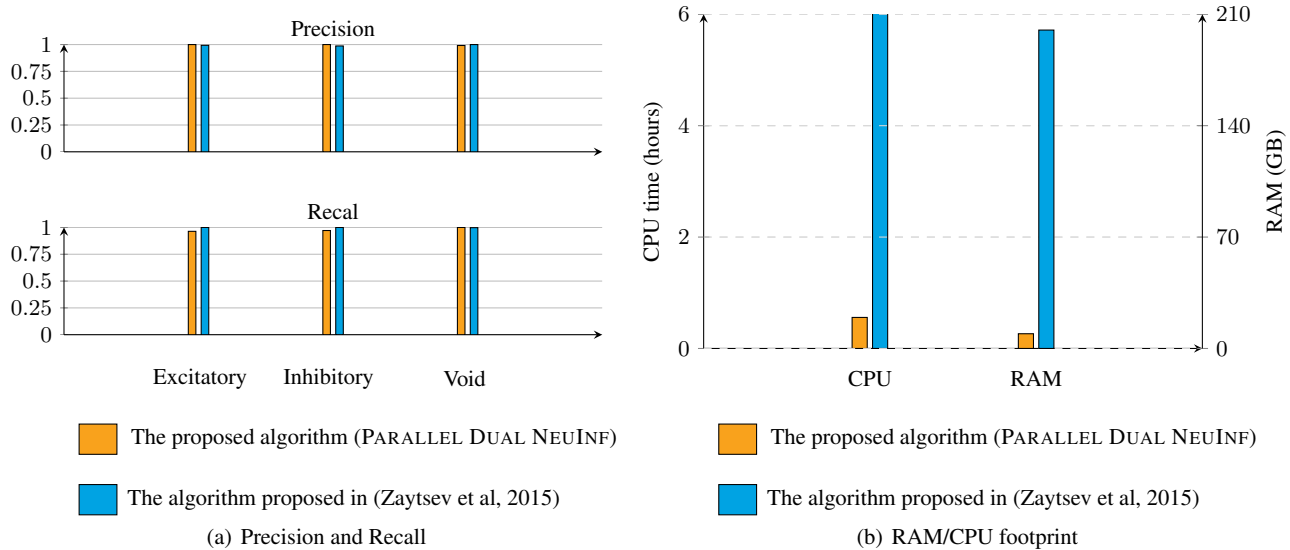 Precision
1
0.75
0.5
0.25
0
Recal
1
0.75
0.5
0.25
0
Excitatory Inhibitory Void
The proposed algorithm (PARALLEL DUAL NEUINF)
The algorithm proposed in (Zaytsev et al, 2015)
(a) Precision and Recall
CPU time (hours)
6
4
2
0
210
140
70
0
RAM (GB)
CPU RAM
The proposed algorithm (PARALLEL DUAL NEUINF)
The algorithm proposed in (Zaytsev et al, 2015)
(b) RAM/CPU footprint